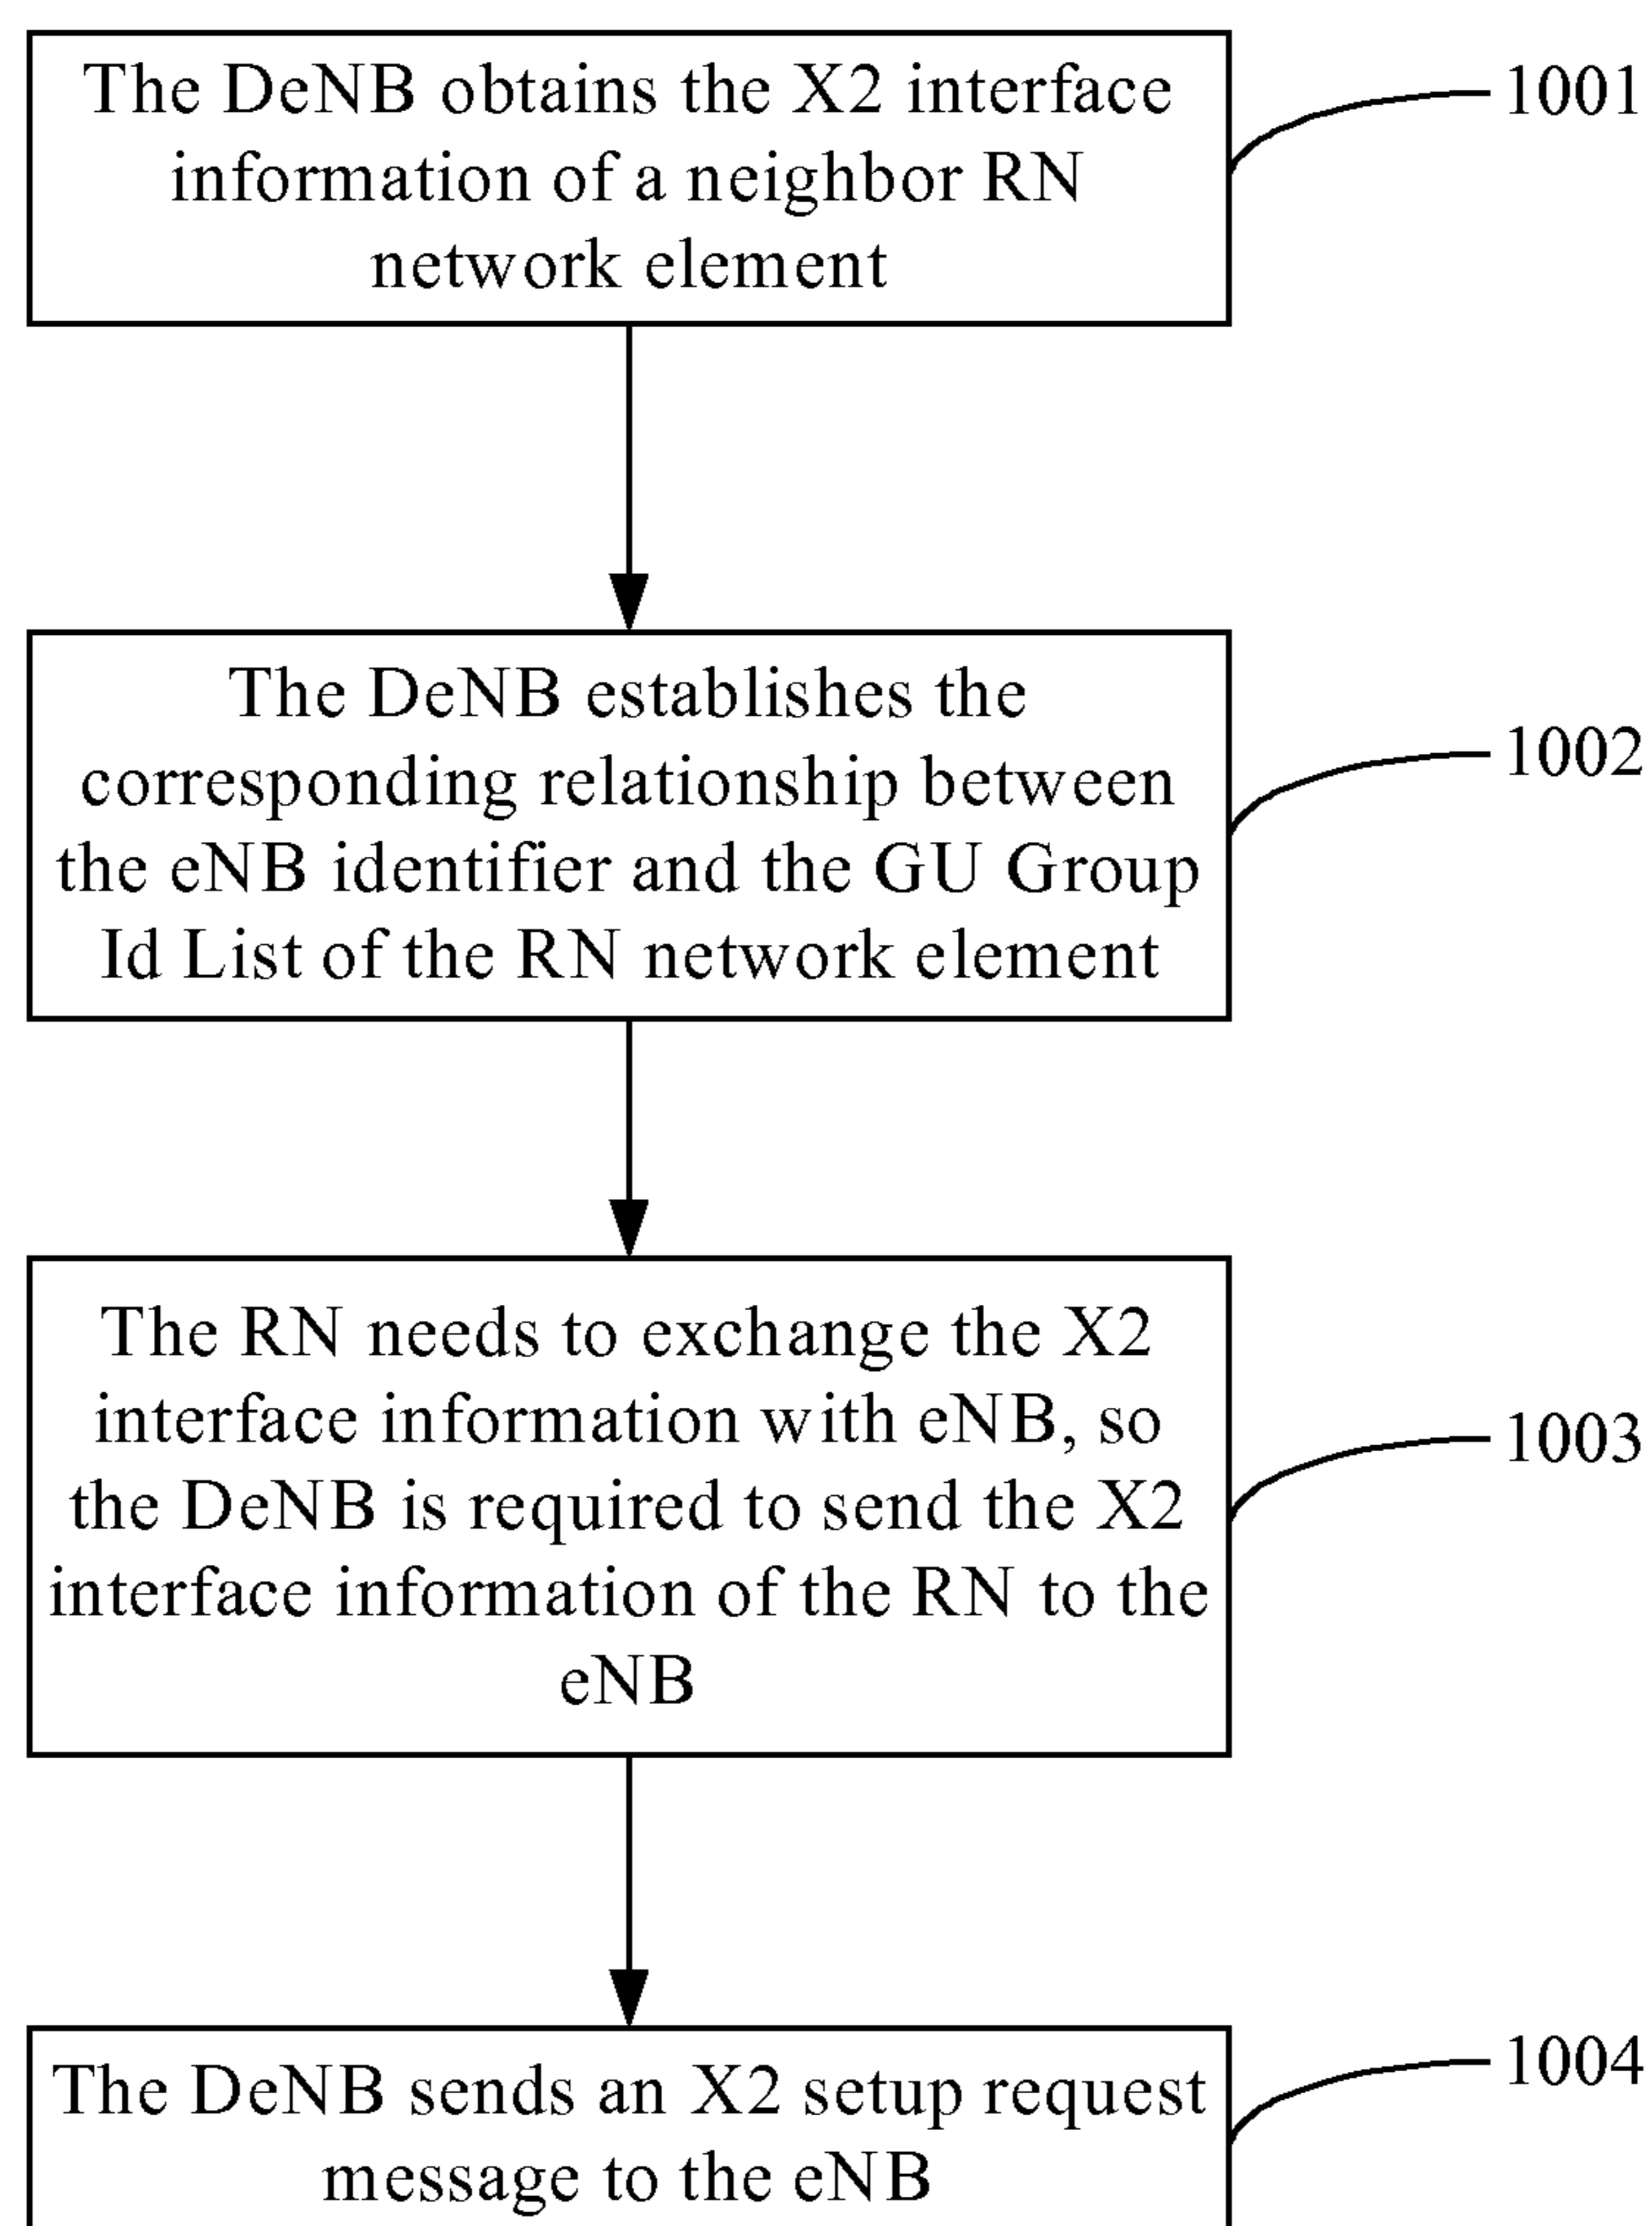 The DeNB obtains the X2 interface
information of a neighbor RN
network element
1001
The DeNB establishes the
corresponding relationship between
the eNB identifier and the GU Group
Id List of the RN network element
1002
The RN needs to exchange the X2
interface information with eNB, so
the DeNB is required to send the X2
interface information of the RN to the
eNB
1003
The DeNB sends an X2 setup request
message to the eNB
1004